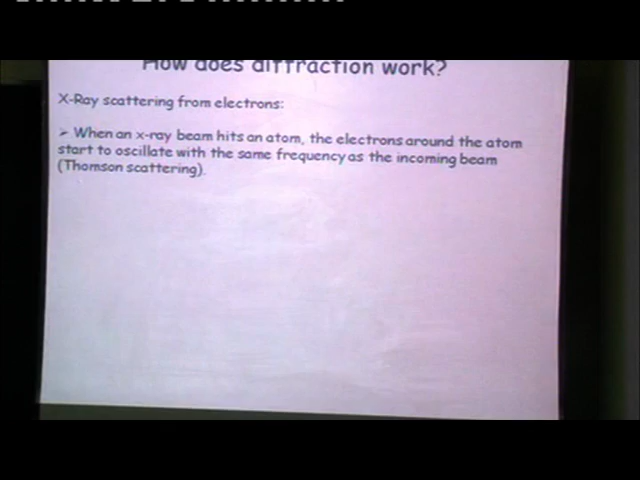 How does diffraction work?
X-Ray scattering from electrons:
➢ When an x-ray beam hits an atom, the electrons around the atom
start to oscillate with the same frequency as the incoming beam
(Thomson scattering).